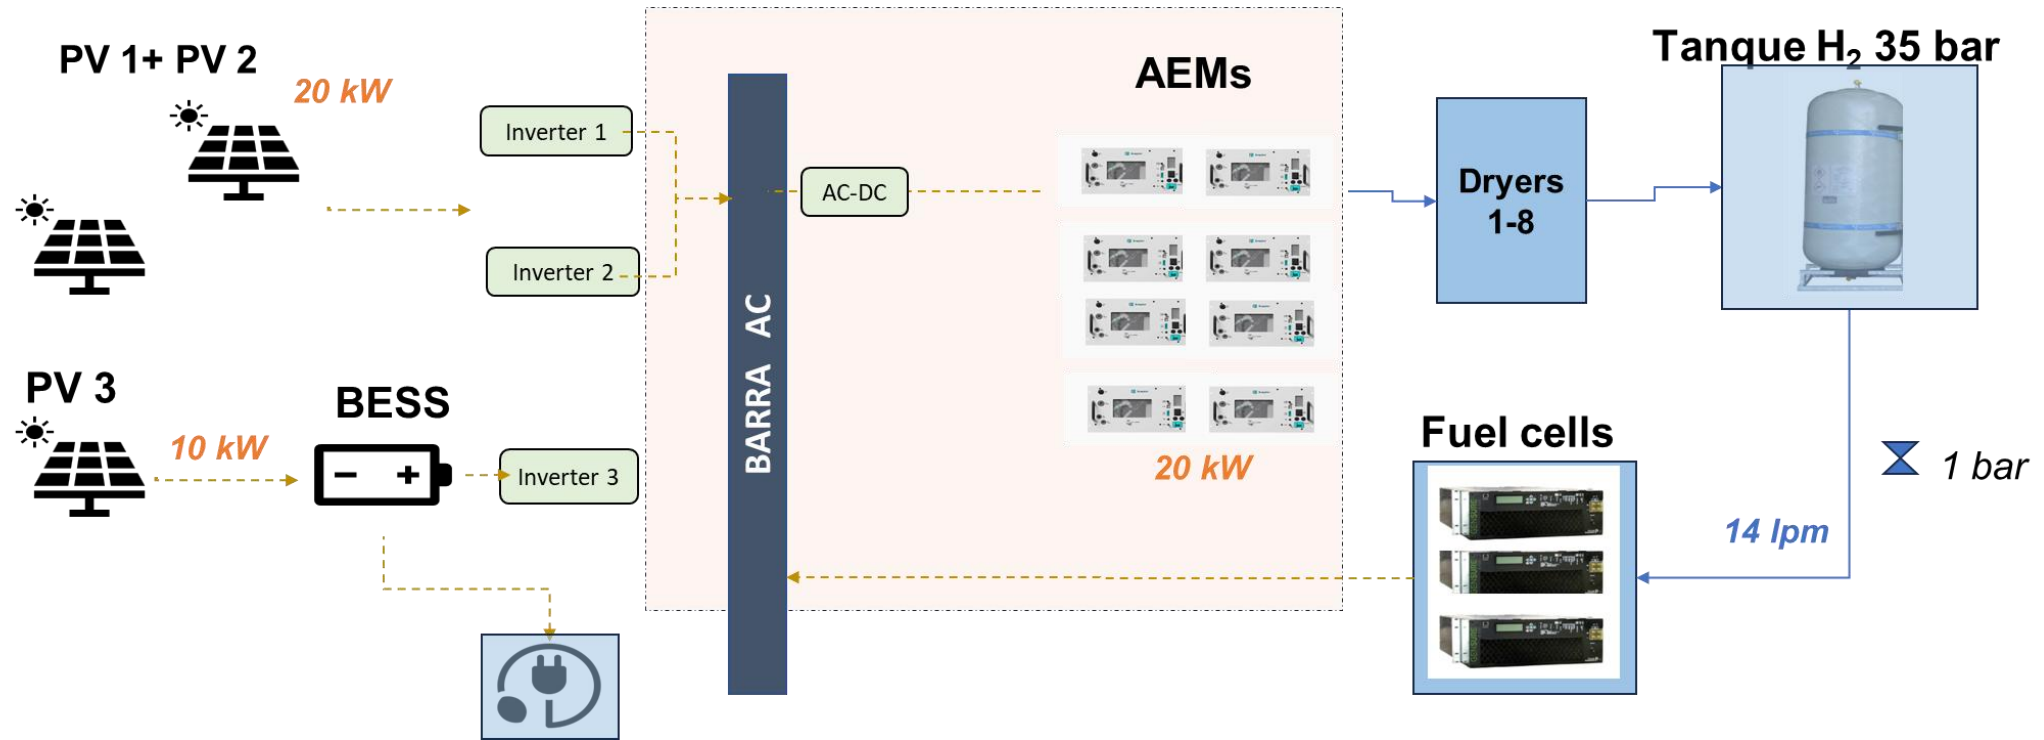 PV 1+ PV 2
20 kW
Inverter 1
Inverter 2
PV 3
10 kW
BESS
Inverter 3
BARRA AC
AC-DC
AEMs
20 kW
Dryers
1-8
Tanque H₂ 35 bar
1 bar
14 lpm
Fuel cells